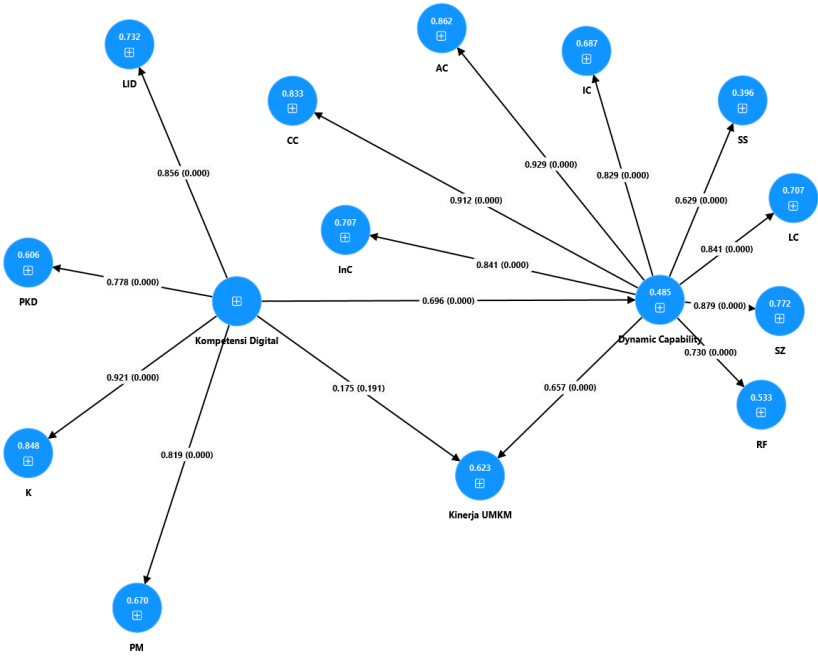 0.862
AC
0.732
LID
0.687
IC
0.833
CC
0.396
SS
0.856 (0.000)
0.929 (0.000)
0.829 (0.000)
0.912 (0.000)
0.629 (0.000)
0.707
LC
0.707
InC
0.841 (0.000)
0.841 (0.000)
0.606
PKD
0.778 (0.000)
Kompetensi Digital
0.696 (0.000)
0.485
Dynamic Capability
0.879 (0.000)
0.772
SZ
0.730 (0.000)
0.921 (0.000)
0.175 (0.191)
0.657 (0.000)
0.533
RF
0.848
K
0.819 (0.000)
0.623
Kinerja UMKM
0.670
PM